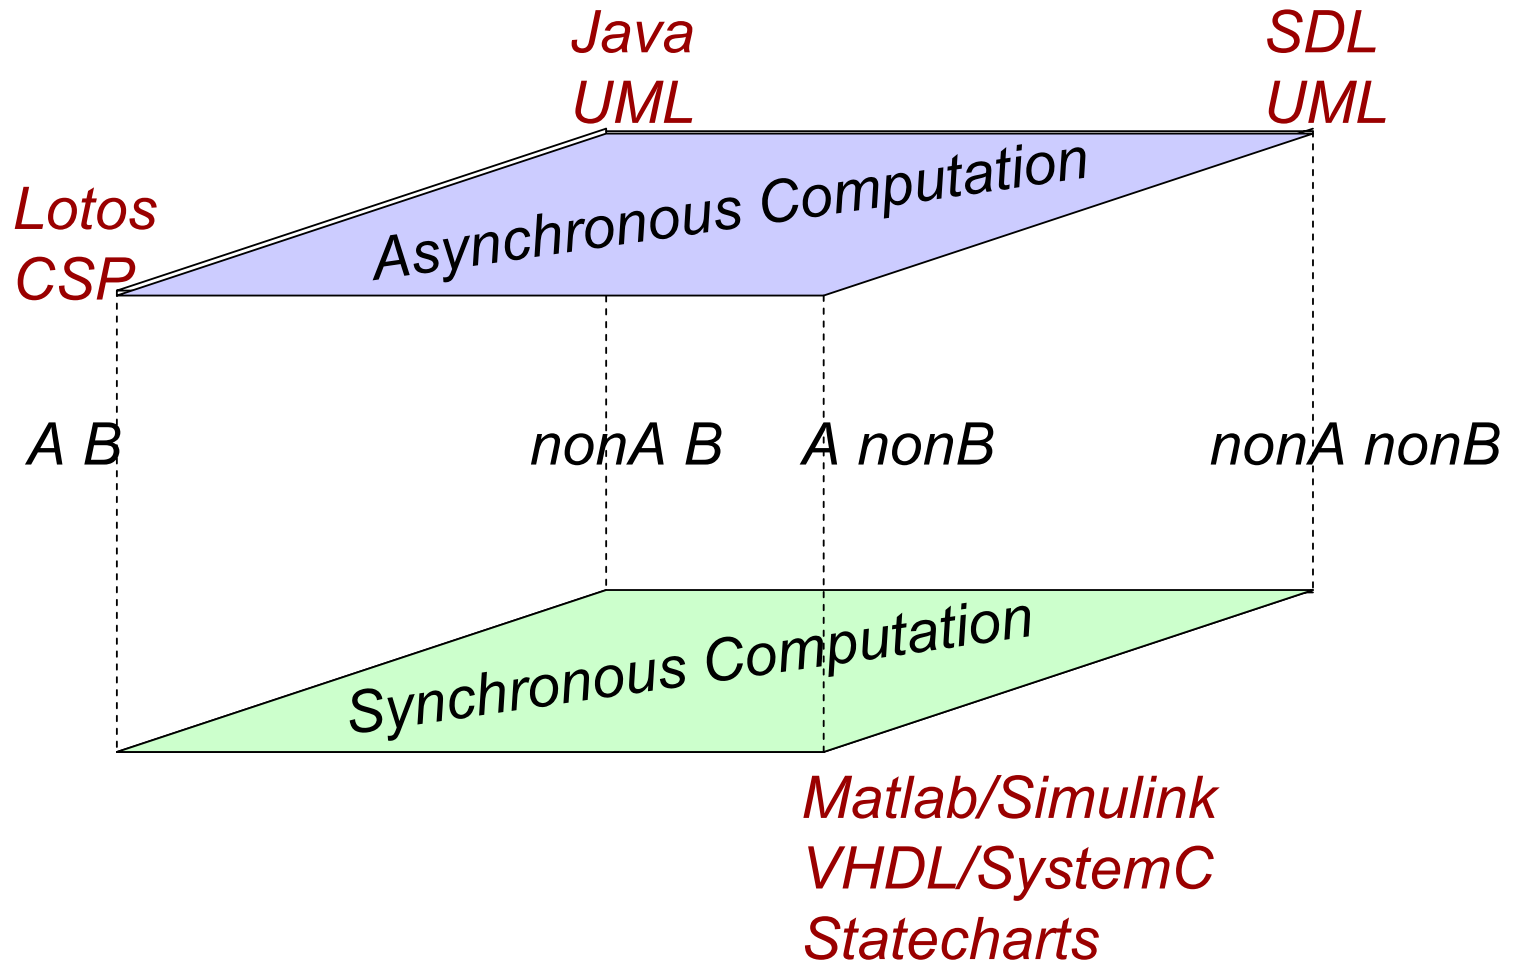 Java
UML
SDL
UML
Lotos
CSP
Asynchronous Computation
A B
nonA B
A nonB
nonA nonB
Synchronous Computation
Matlab/Simulink
VHDL/SystemC
Statecharts